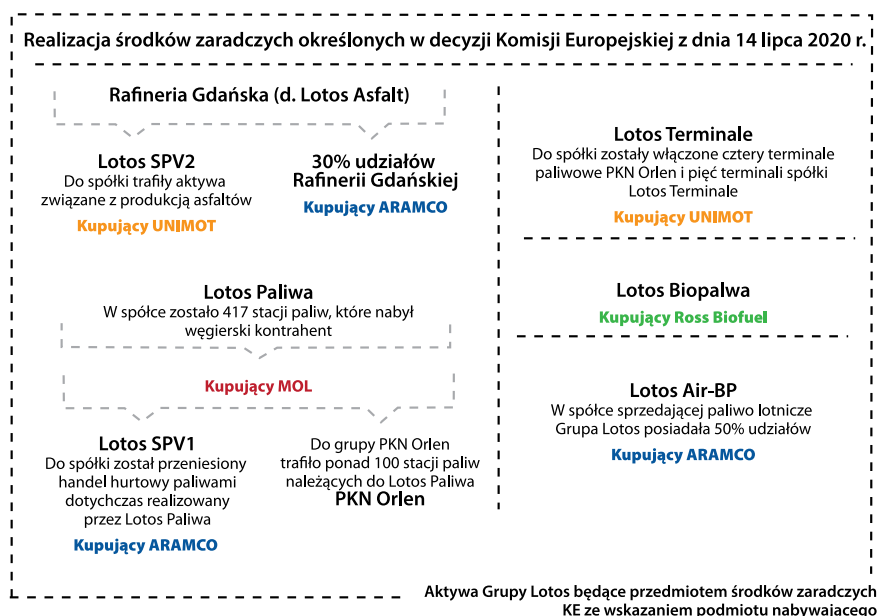 Realizacja środków zaradczych określonych w decyzji Komisji Europejskiej z dnia 14 lipca 2020 r.
Rafineria Gdańska (d. Lotos Asfalt)
Lotos SPV2
Do spółki trafiły aktywa
związane z produkcją asfaltów
Kupujący UNIMOT
30% udziałów
Rafinerii Gdańskiej
Kupujący ARAMCO
Lotos Paliwa
W spółce zostało 417 stacji paliw, które nabył
węgierski kontrahent
Kupujący MOL
Lotos SPV1
Do spółki został przeniesiony
handel hurtowy paliwami
dotychczas realizowany
przez Lotos Paliwa
Kupujący ARAMCO
Do grupy PKN Orlen
trafiło ponad 100 stacji paliw
należących do Lotos Paliwa
PKN Orlen
Lotos Terminale
Do spółki zostały włączone cztery terminale
paliwowe PKN Orlen i pięć terminali spółki
Lotos Terminale
Kupujący UNIMOT
Lotos Biopalwa
Kupujący Ross Biofuel
Lotos Air-BP
W spółce sprzedającej paliwo lotnicze
Grupa Lotos posiadała 50% udziałów
Kupujący ARAMCO
Aktywa Grupy Lotos będące przedmiotem środków zaradczych
KE ze wskazaniem podmiotu nabywającego